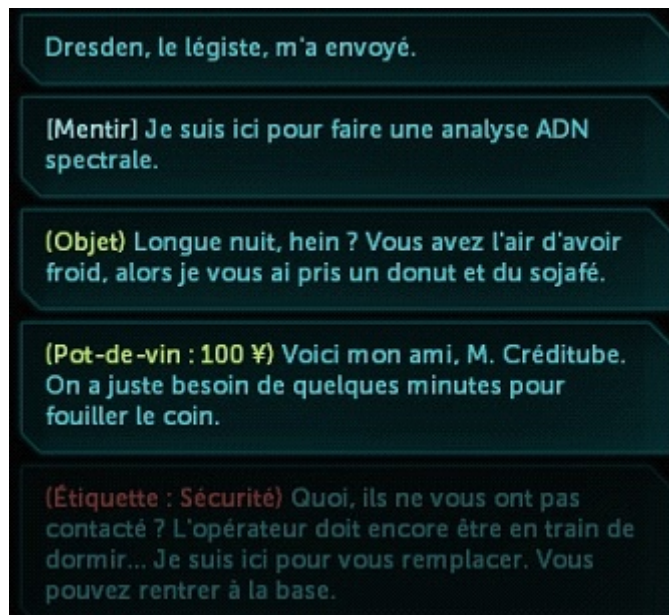 Dresden, le légiste, m'a envoyé.
[Mentir] Je suis ici pour faire une analyse ADN
spectrale.
(Objet) Longue nuit, hein ? Vous avez l'air d'avoir
froid, alors je vous ai pris un donut et du sojafé.
(Pot-de-vin : 100 ¥) Voici mon ami, M. Créditube.
On a juste besoin de quelques minutes pour
fouiller le coin.
(Étiquette : Sécurité) Quoi, ils ne vous ont pas
contacté ? L'opérateur doit encore être en train de
dormir... Je suis ici pour vous remplacer. Vous
pouvez rentrer à la base.